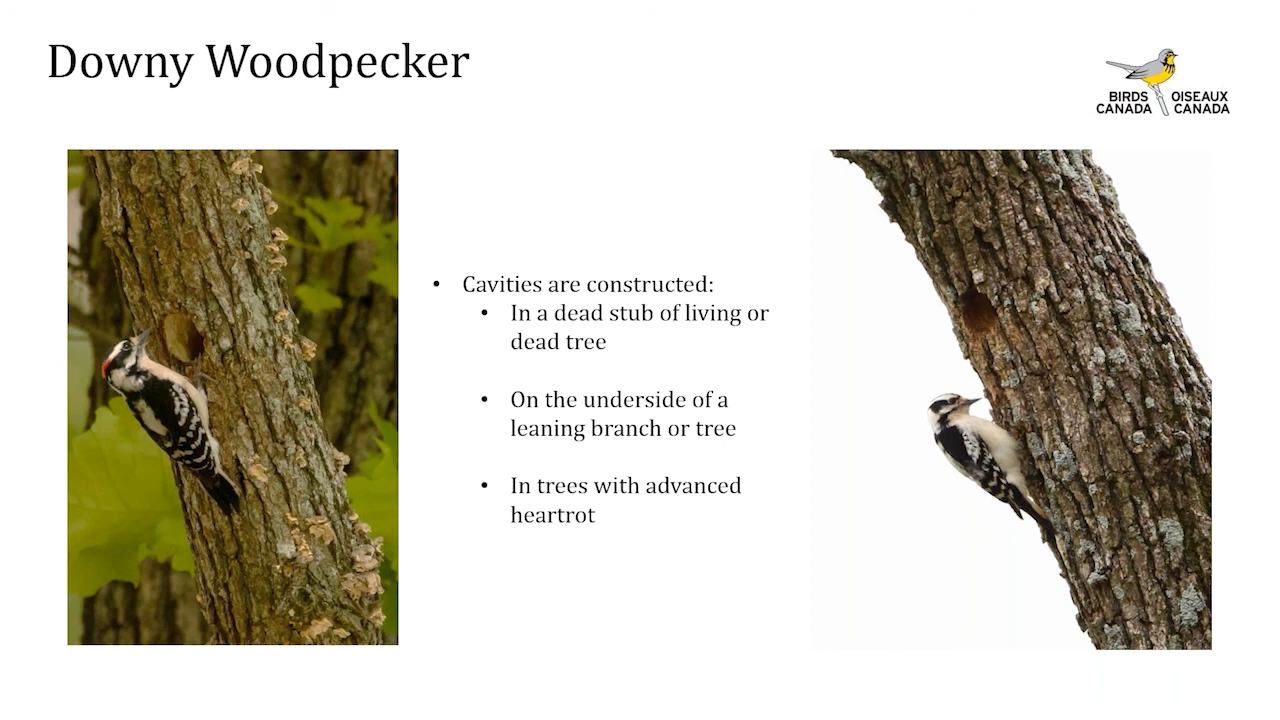 Downy Woodpecker
BIRDS OISEAUX
CANADA CANADA
• Cavities are constructed:
• In a dead stub of living or
dead tree
• On the underside of a
leaning branch or tree
• In trees with advanced
heartrot